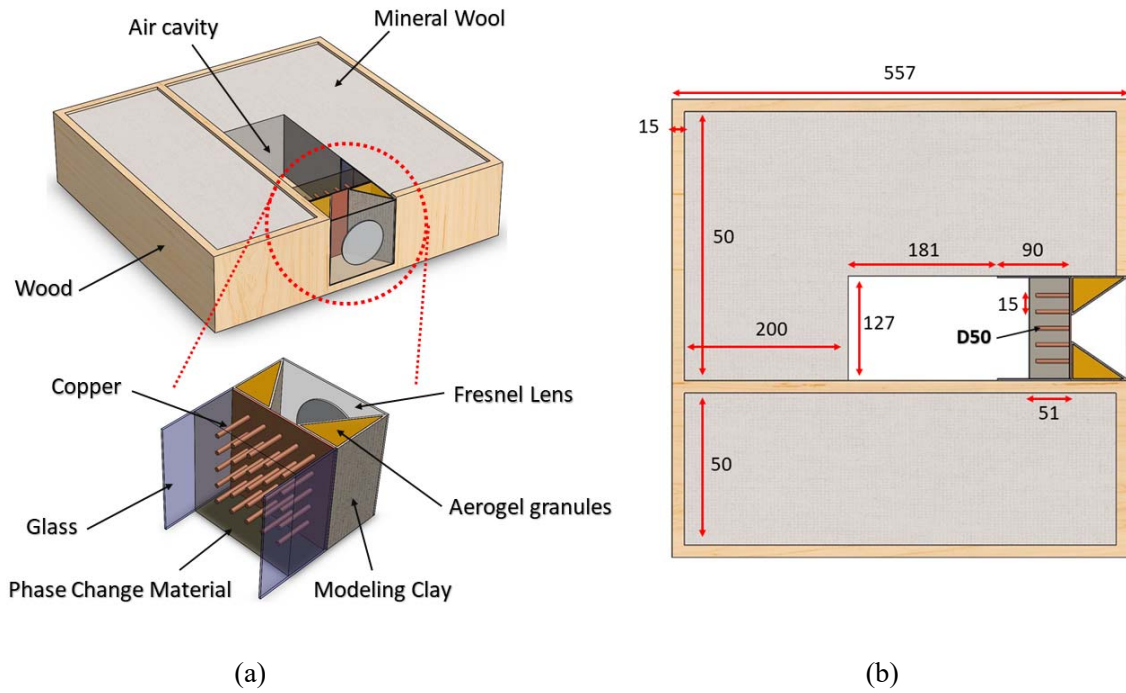 Air cavity
Mineral Wool
Wood
Copper
Fresnel Lens
Glass
Aerogel granules
Phase Change Material
Modeling Clay
(a)
557
15
50
181
90
15
127
200
D50
51
50
(b)